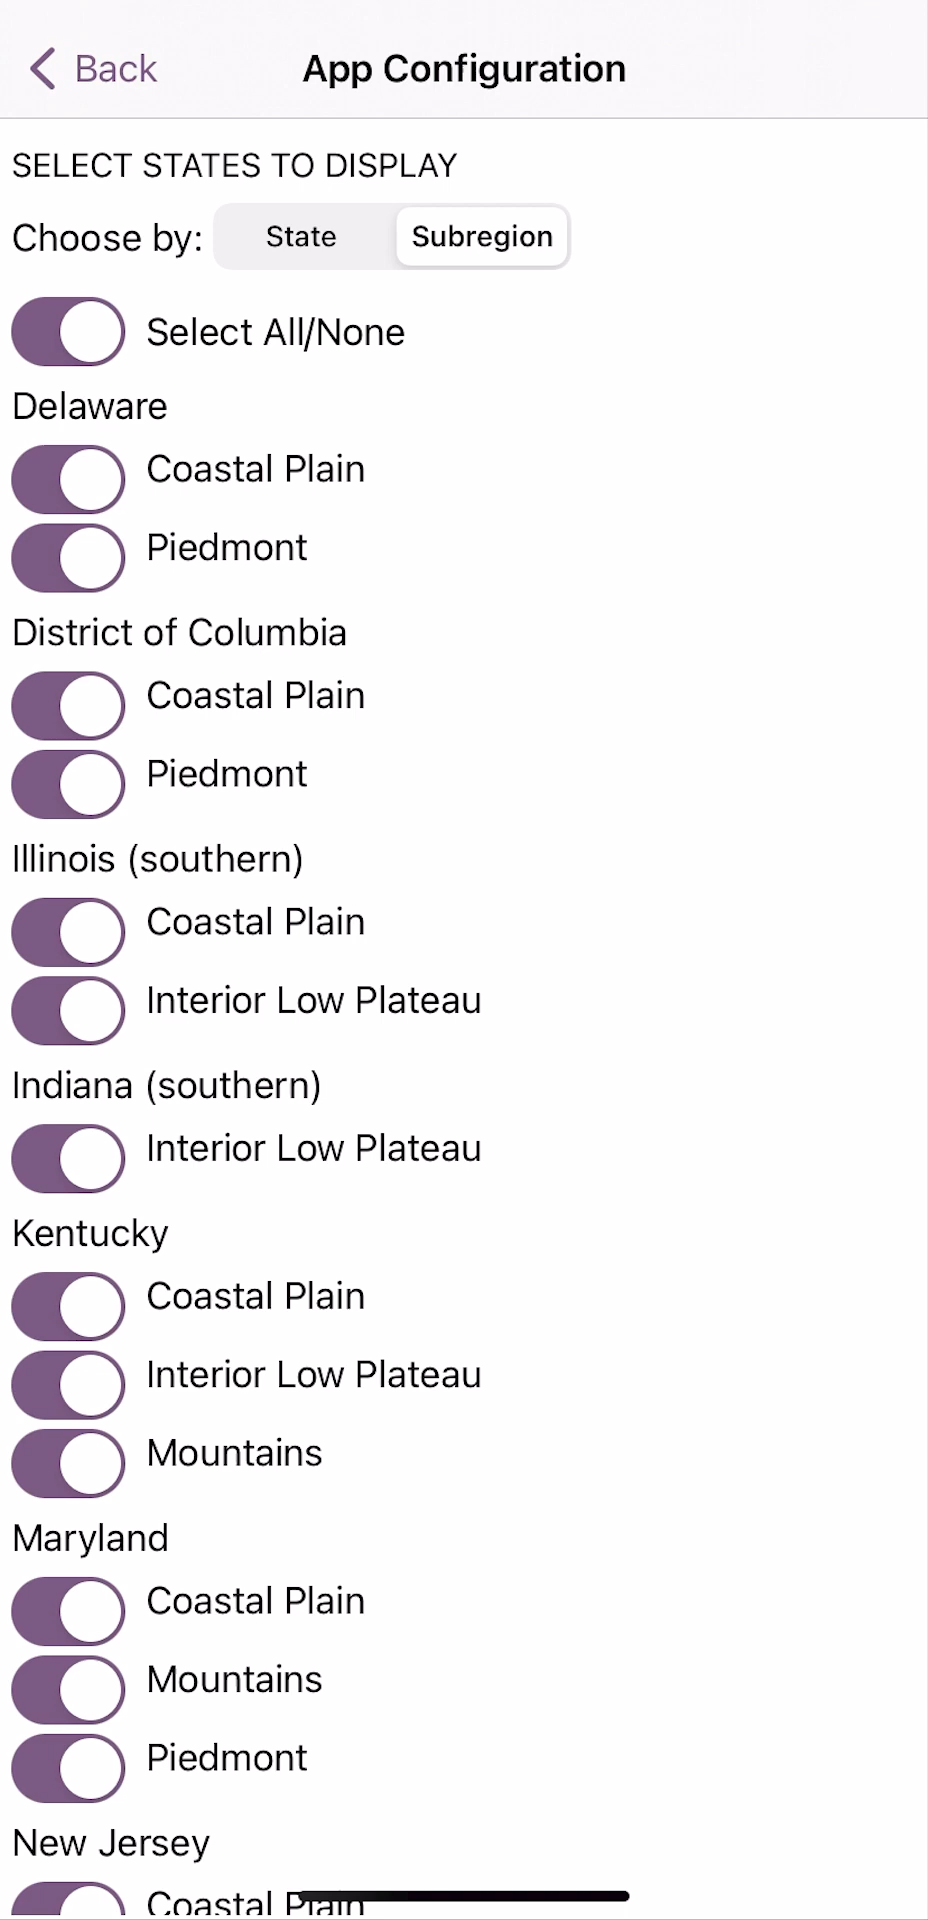 Back
App Configuration
SELECT STATES TO DISPLAY
Choose by: State Subregion
Select All/None
Delaware
Coastal Plain
Piedmont
District of Columbia
Coastal Plain
Piedmont
Illinois (southern)
Coastal Plain
Interior Low Plateau
Indiana (southern)
Interior Low Plateau
Kentucky
Coastal Plain
Interior Low Plateau
Mountains
Maryland
Coastal Plain
Mountains
Piedmont
New Jersey
Coastal Plain